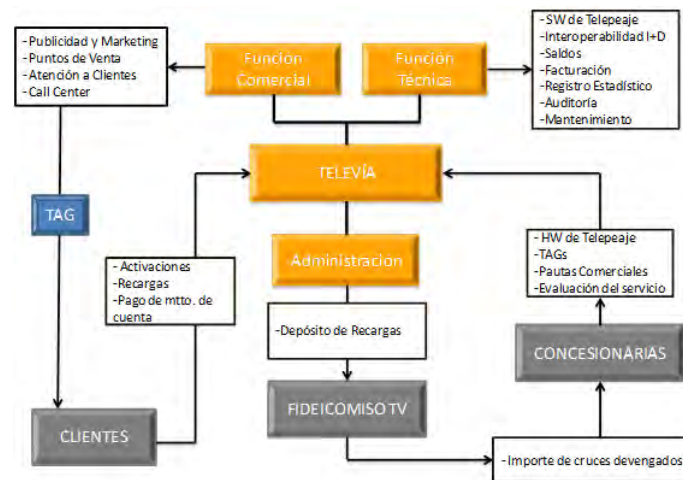 - Publicidad y Marketing
- Puntos de Venta
- Atención a Clientes
- Call Center
Función
Comercial
Función
Técnica
- SW de Telepeaje
- Interoperabilidad I+D
- Saldos
- Facturación
- Registro Estadístico
- Auditoría
- Mantenimiento
TELEVÍA
TAG
- Activaciones
- Recargas
- Pago de mtto. de
cuenta
Administracion
- HW de Telepeaje
- TAGs
- Pautas Comerciales
- Evaluación del servicio
-Depósito de Recargas
CONCESIONARIAS
FIDEICOMISO TV
CLIENTES
- Importe de cruces devengados